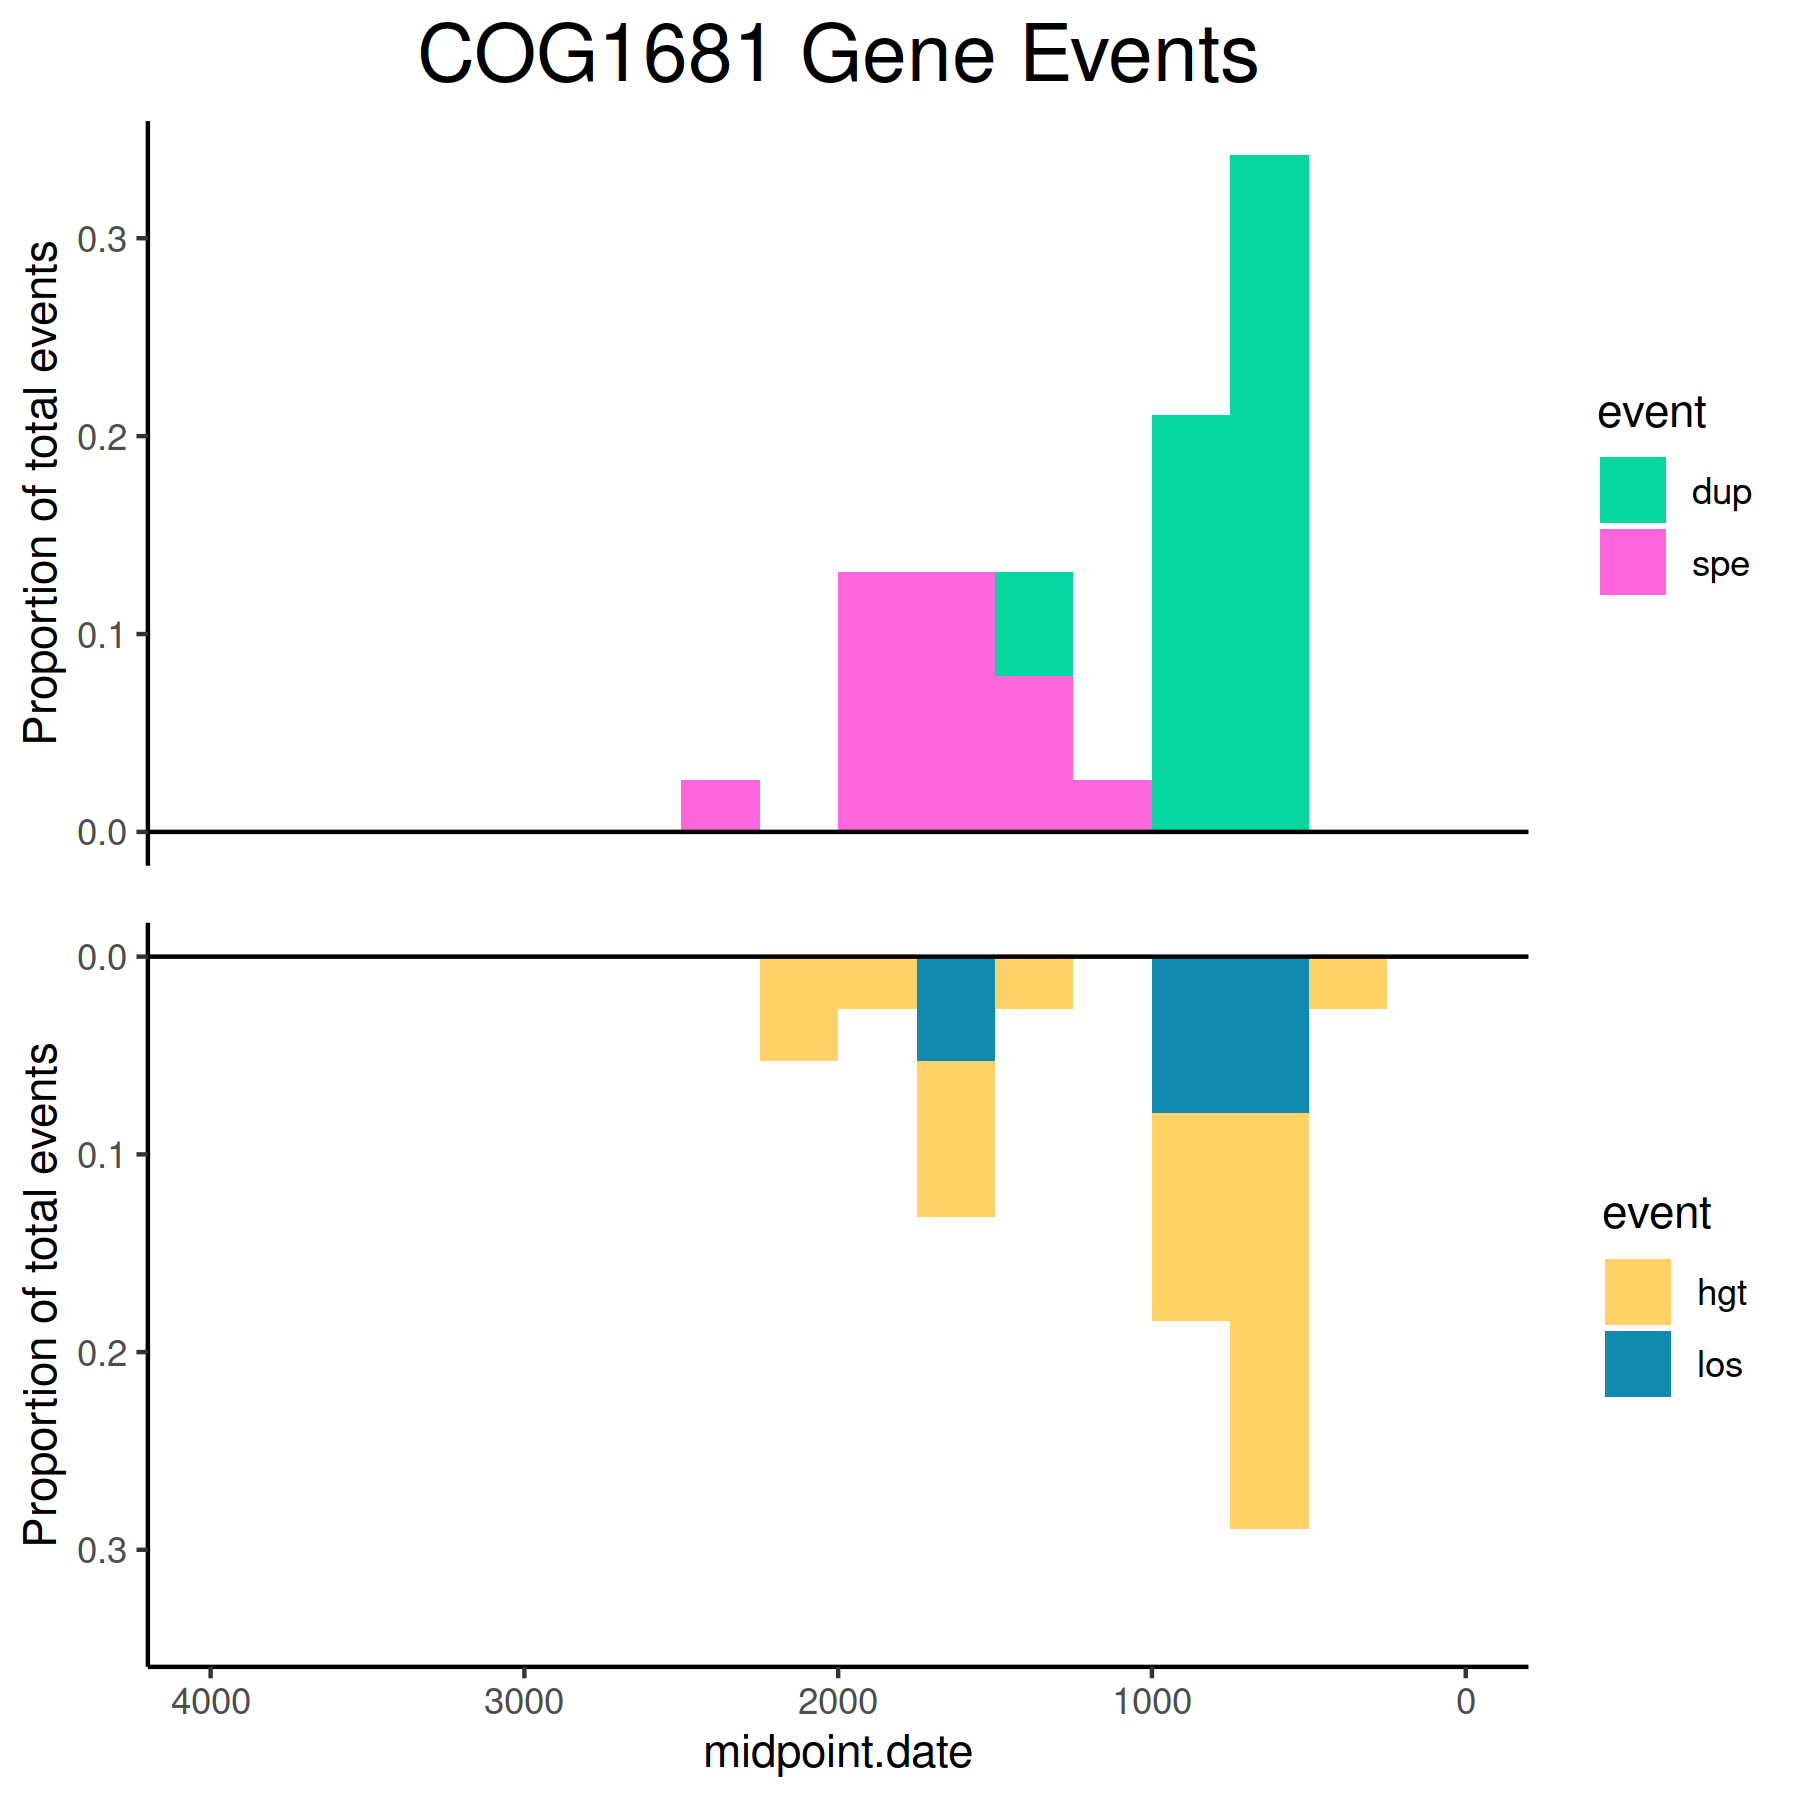 COG1681 Gene Events
Proportion of total events
0.3
0.2
0.1
0.0
event
dup
spe
Proportion of total events
0.0
0.1
0.2
0.3
event
hgt
los
4000 3000 2000 1000 0
midpoint.date